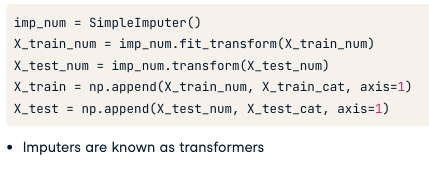 imp_num = SimpleImputer()
X_train_num = imp_num.fit_transform(X_train_num)
X_test_num = imp_num.transform(X_test_num)
X_train = np.append(X_train_num, X_train_cat, axis=1)
X_test = np.append(X_test_num, X_test_cat, axis=1)
• Imputers are known as transformers